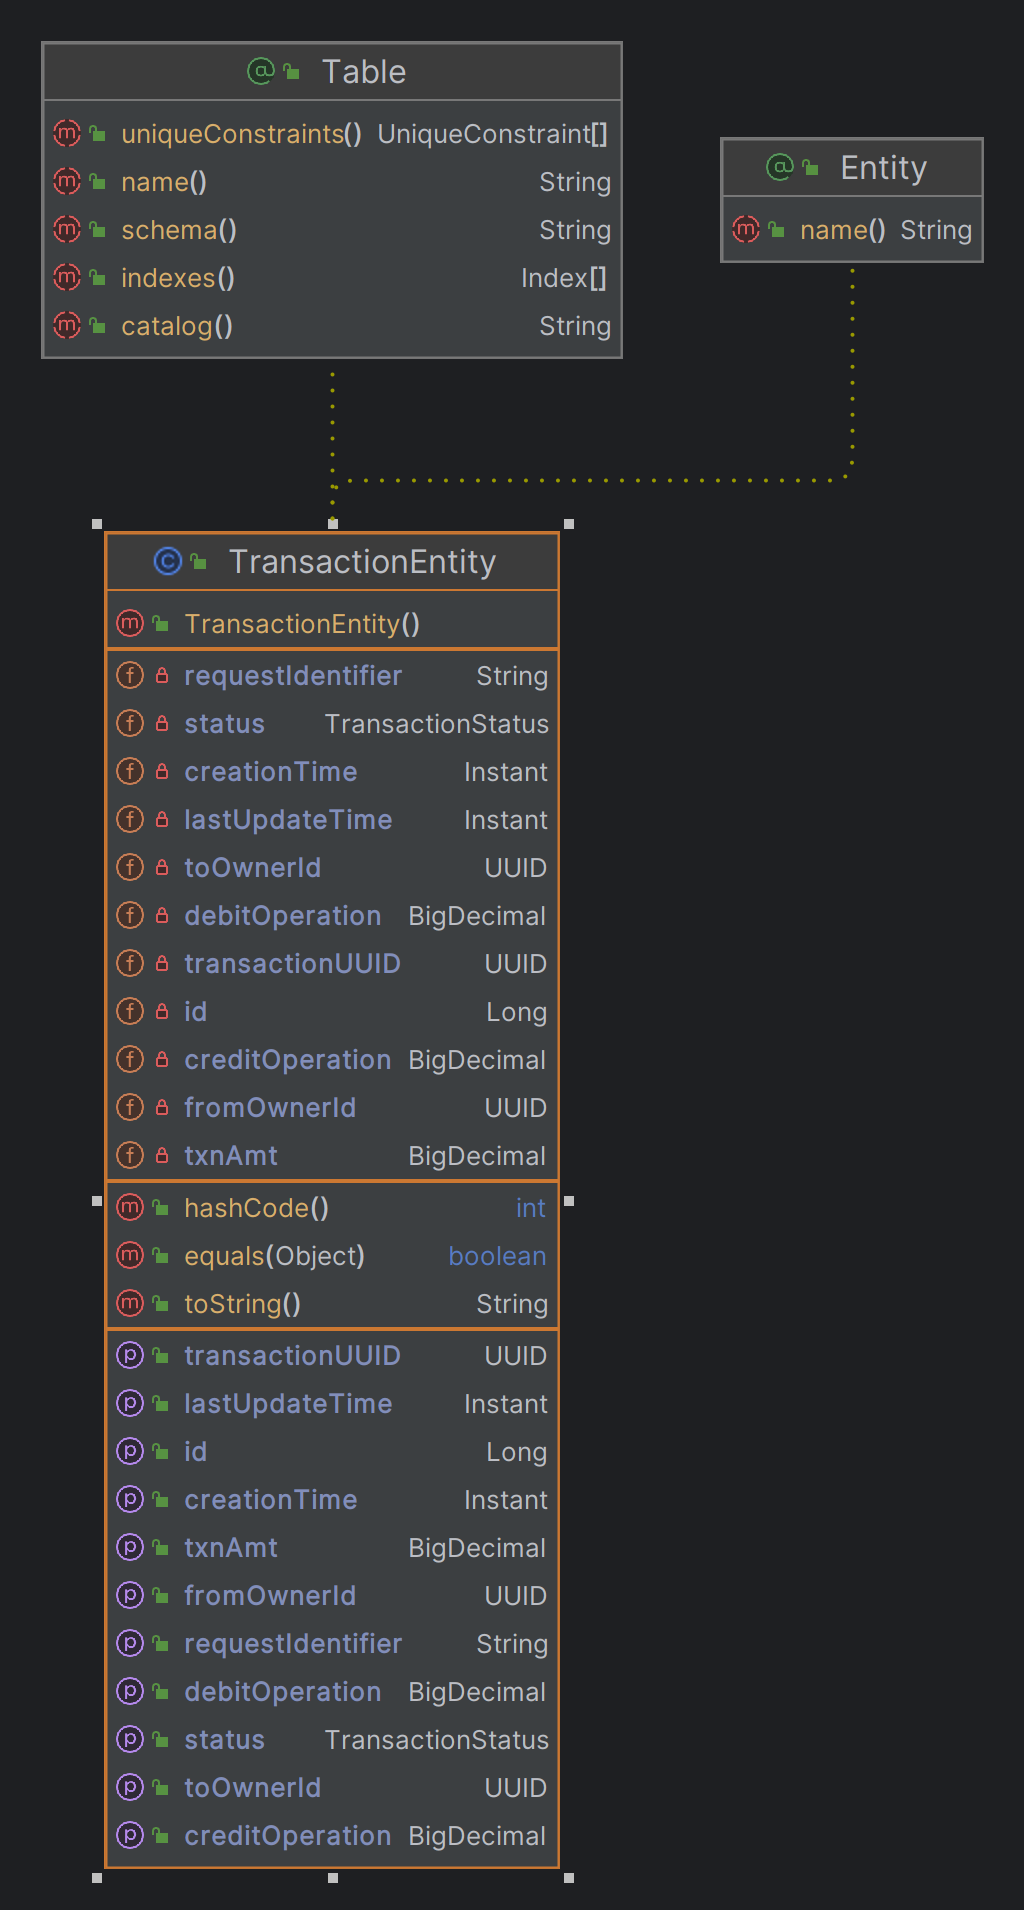 Table
uniqueConstraints() UniqueConstraint[]
name() String
schema() String
indexes() Index[]
catalog() String
Entity
name() String
TransactionEntity
TransactionEntity()
requestIdentifier String
status TransactionStatus
creationTime Instant
lastUpdateTime Instant
toOwnerId UUID
debitOperation BigDecimal
transactionUUID UUID
id Long
creditOperation BigDecimal
fromOwnerId UUID
txnAmt BigDecimal
hashCode() int
equals(Object) boolean
toString() String
transactionUUID UUID
lastUpdateTime Instant
id Long
creationTime Instant
txnAmt BigDecimal
fromOwnerId UUID
requestIdentifier String
debitOperation BigDecimal
status TransactionStatus
toOwnerId UUID
creditOperation BigDecimal